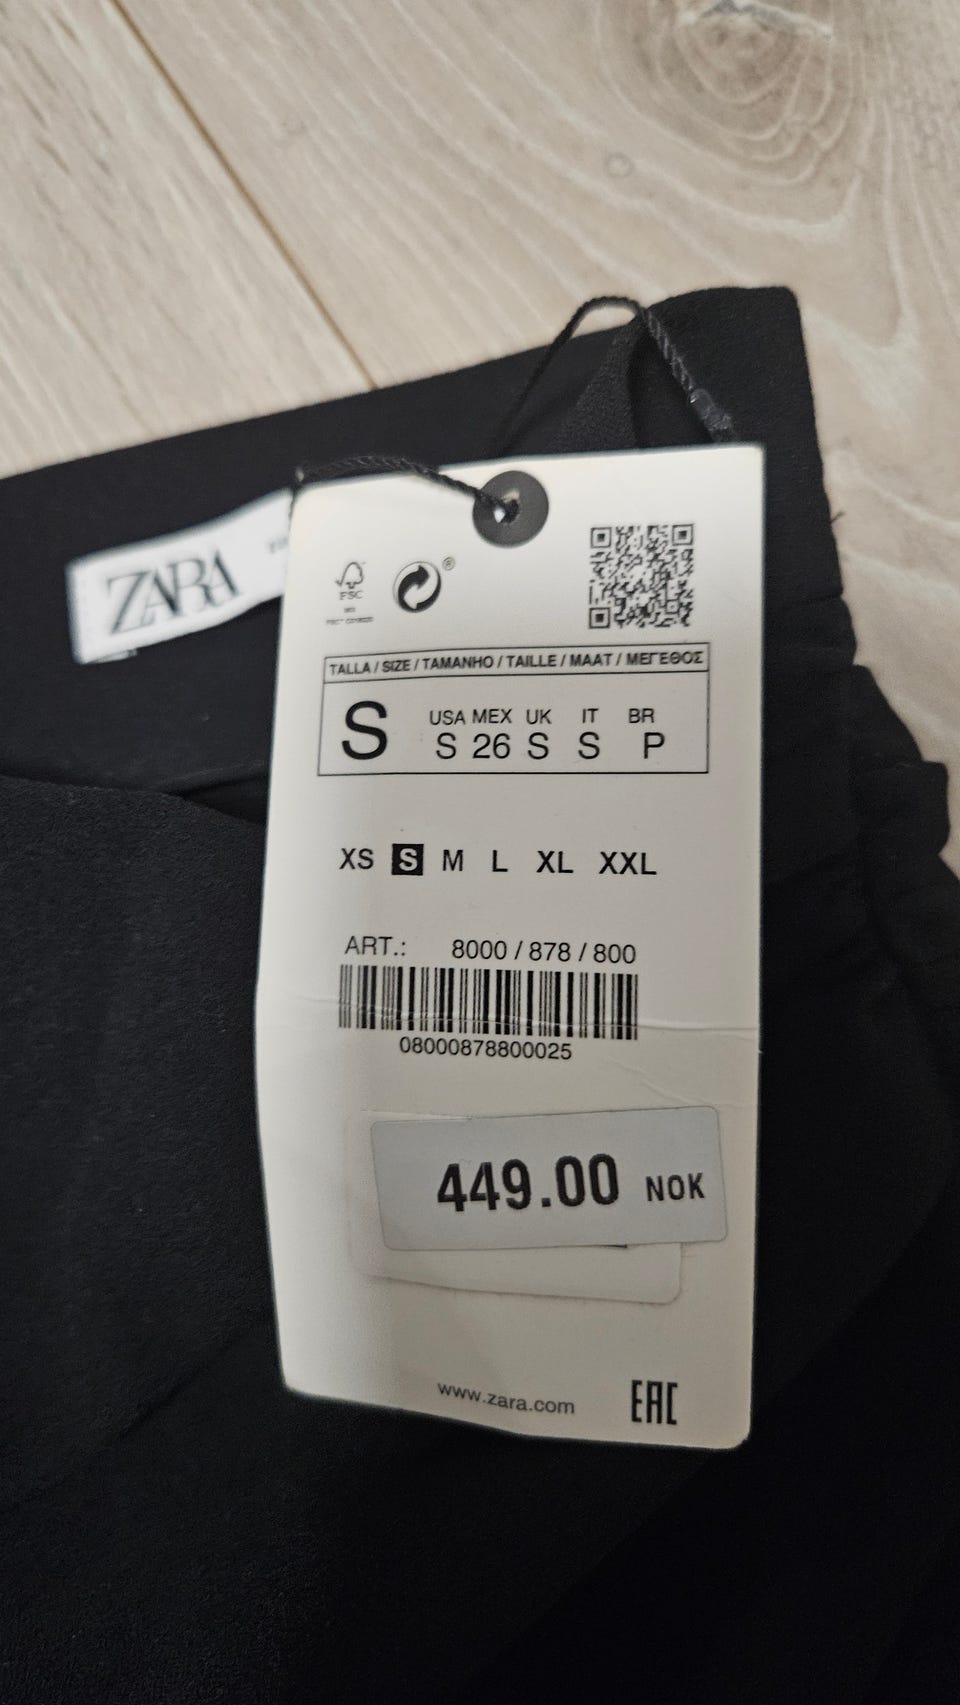 ZARA
FSC
®
TALLA / SIZE / TAMANHO / TAILLE / MAAT / ΜΕΓΕΘΟΣ
S
USA MEX UK IT BR
S 26 S S P
XS S M L XL XXL
ART.: 8000 / 878 / 800
08000878800025
449.00 NOK
www.zara.com
EAC